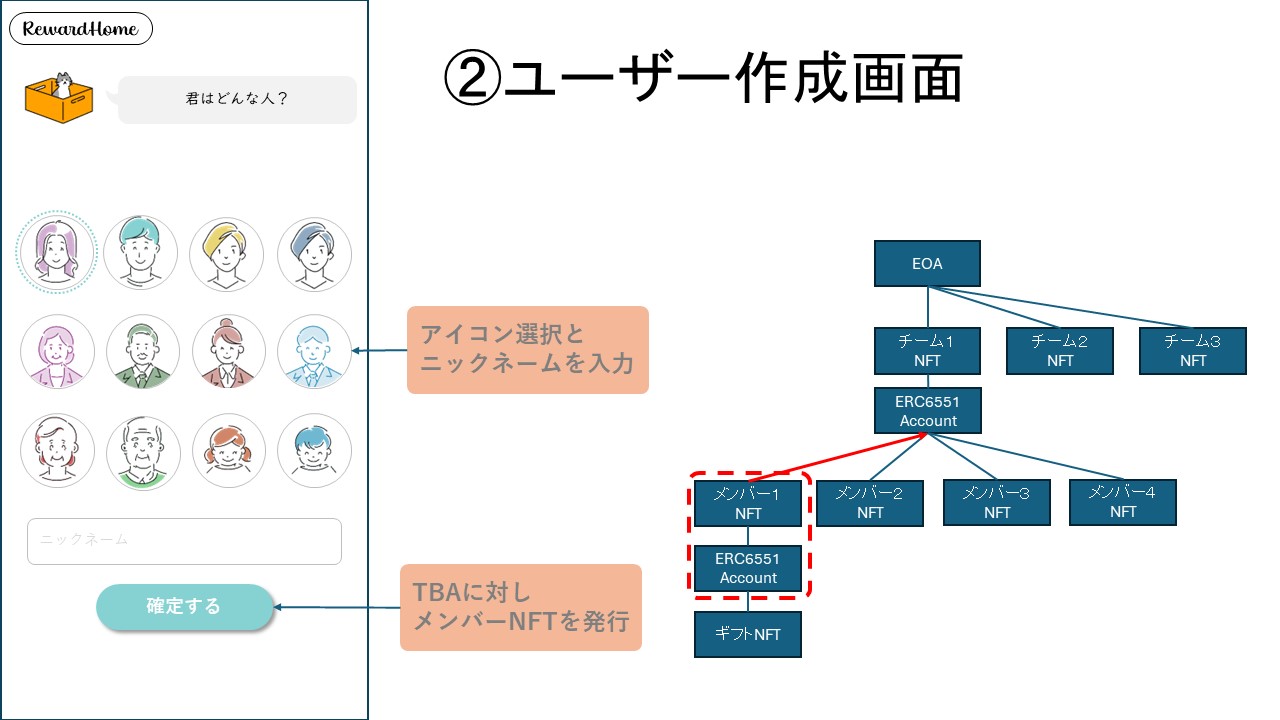 RewardHome
君はどんな人？
②ユーザー作成画面
アイコン選択と
ニックネームを入力
ニックネーム
確定する
TBAに対し
メンバーNFTを発行
EOA
チーム1
NFT
チーム2
NFT
チーム3
NFT
ERC6551
Account
メンバー1
NFT
メンバー2
NFT
メンバー3
NFT
メンバー4
NFT
ERC6551
Account
ギフトNFT